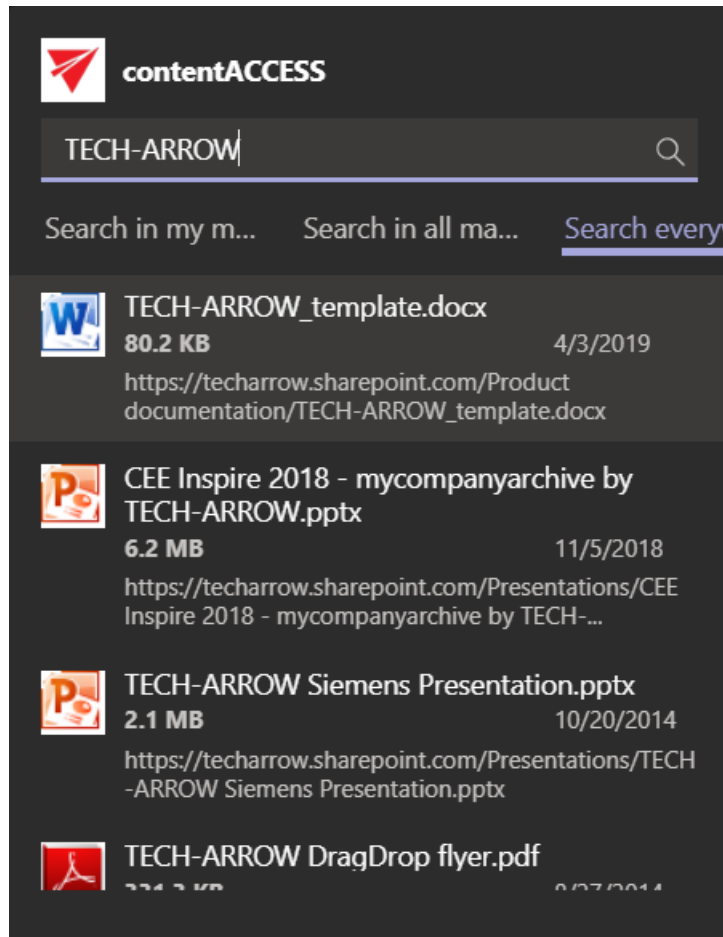 contentACCESS
TECH-ARROW
Search in my m... Search in all ma... Search every
TECH-ARROW_template.docx
80.2 KB 4/3/2019
https://techarrow.sharepoint.com/Product
documentation/TECH-ARROW_template.docx
CEE Inspire 2018 - mycompanyarchive by
TECH-ARROW.pptx
6.2 MB 11/5/2018
https://techarrow.sharepoint.com/Presentations/CEE
Inspire 2018 - mycompanyarchive by TECH-...
TECH-ARROW Siemens Presentation.pptx
2.1 MB 10/20/2014
https://techarrow.sharepoint.com/Presentations/TECH
-ARROW Siemens Presentation.pptx
TECH-ARROW DragDrop flyer.pdf